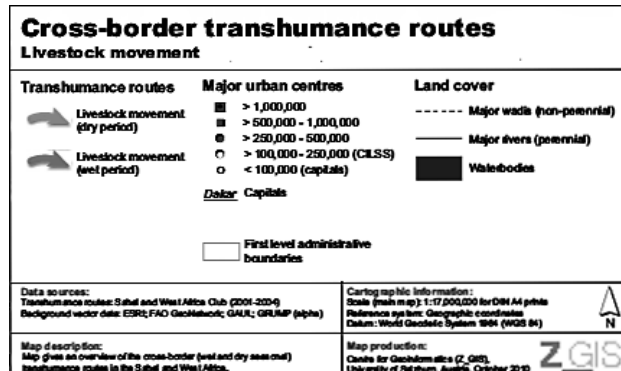 Cross-border transhumance routes
Livestock movement
Transhumance routes
Livestock movement
(dry period)
Livestock movement
(wet period)
Major urban centres
> 1,000,000
> 500,000 - 1,000,000
> 250,000 - 500,000
> 100,000 - 250,000 (CILSS)
< 100,000 (capitals)
Dakar Capitals
First level administrative
boundaries
Land cover
Major wadis (non-perennial)
Major rivers (perennial)
Waterbodies
Data sources:
Transhumance routes: Sahel and West Africa Club (2001-2004)
Background vector data: ESRI; FAO GeoNetwork; GAUL; GRUMP (alpha)
Cartographic information:
Scale (main map): 1:17,000,000 for DIN A4 prints
Reference system: Geographic coordinates
Datum: World Geodetic System 1984 (WGS 84)
N
Map description:
Map gives an overview of the cross-border (wet and dry seasonal)
transhumance routes in the Sahel and West Africa.
Map production:
Centre for Geoinformatics (Z_GIS),
University of Salzburg, Austria, October 2010
Z_GIS